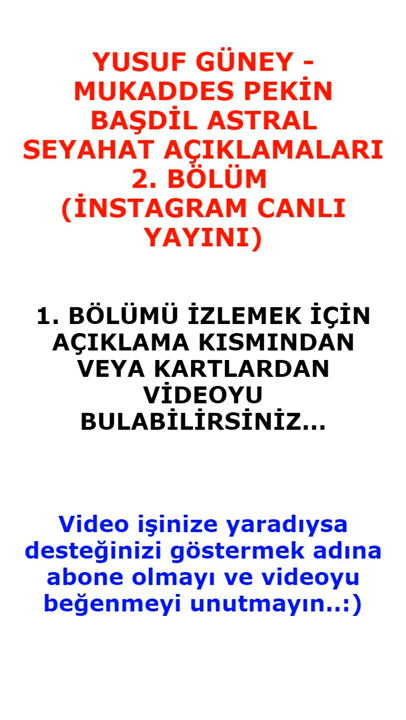 YUSUF GÜNEY -
MUKADDES PEKİN
BAŞDİL ASTRAL
SEYAHAT AÇIKLAMALARI
2. BÖLÜM
(İNSTAGRAM CANLI
YAYINI)
1. BÖLÜMÜ İZLEMEK İÇİN
AÇIKLAMA KISMINDAN
VEYA KARTLARDAN
VİDEOYU
BULABİLİRSİNİZ...
Video işinize yaradıysa
desteğinizi göstermek adına
abone olmayı ve videoyu
beğenmeyi unutmayın..:)